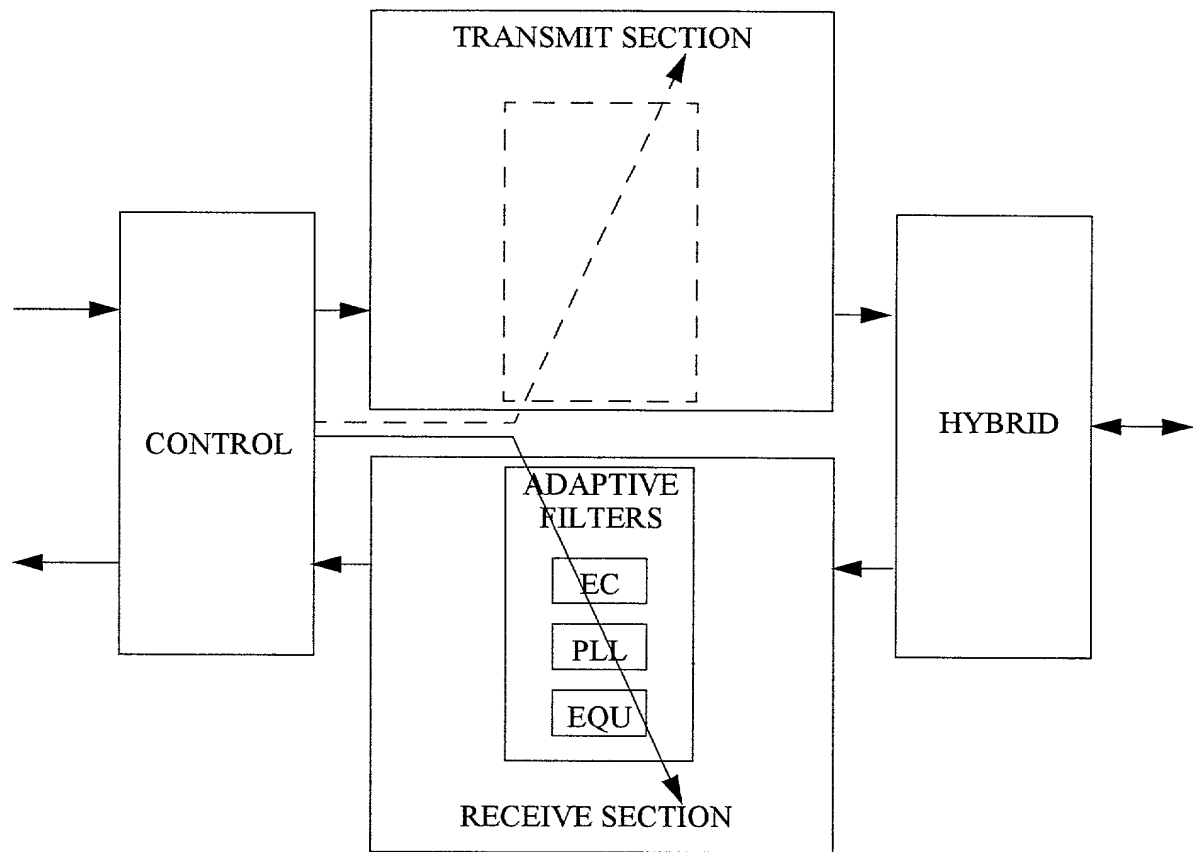 TRANSMIT SECTION
CONTROL
HYBRID
ADAPTIVE
FILTERS
EC
PLL
EQU
RECEIVE SECTION